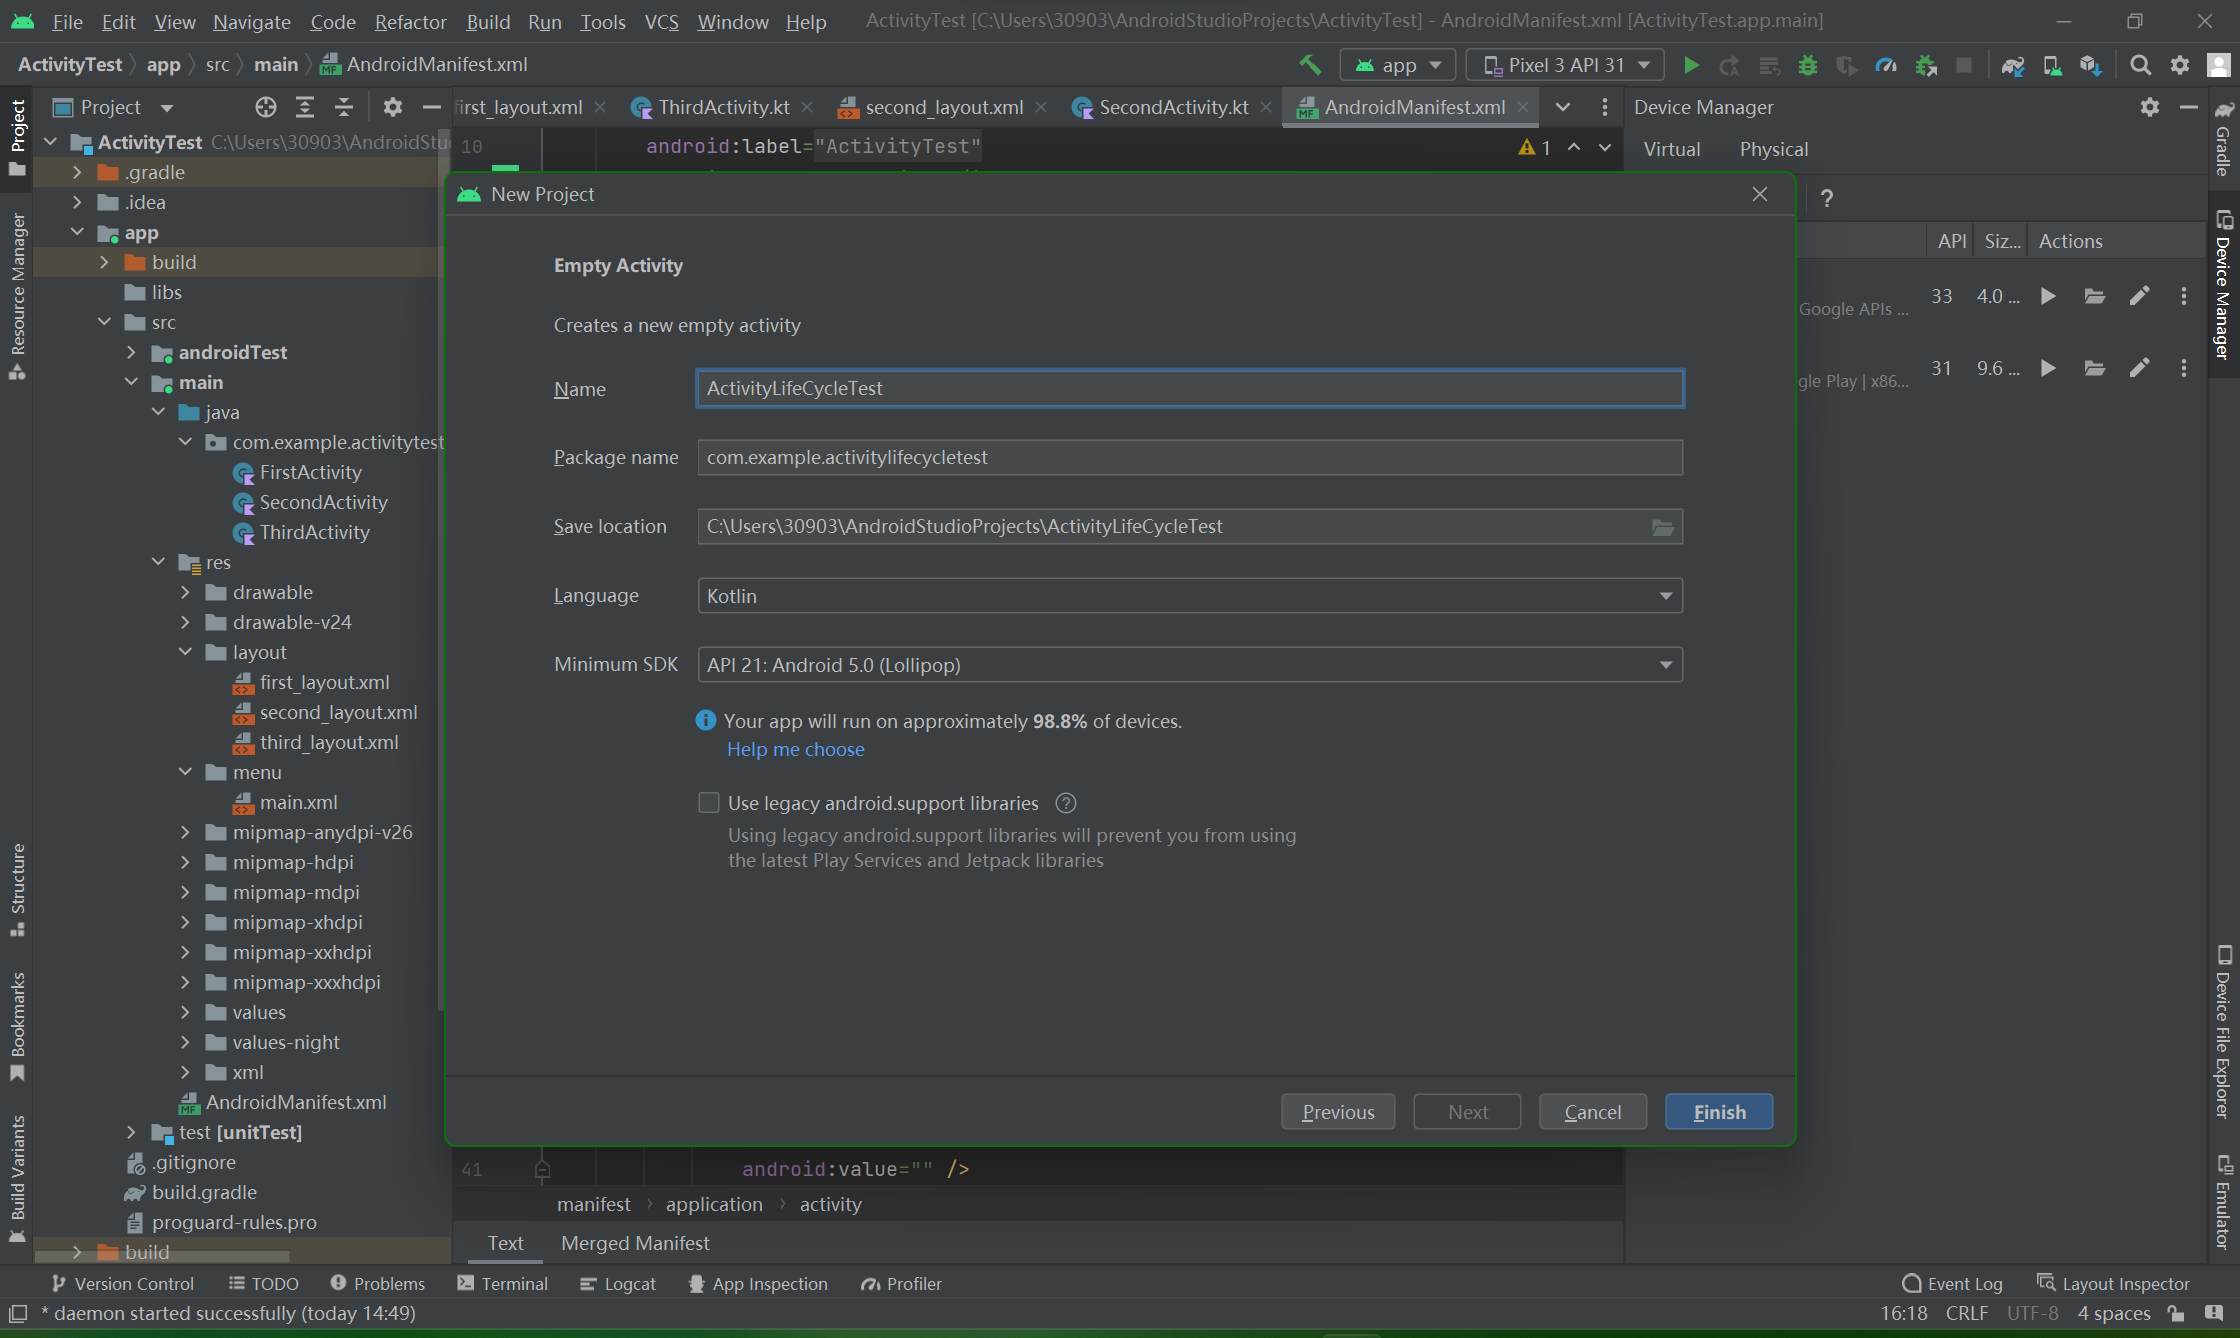 File Edit View Navigate Code Refactor Build Run Tools VCS Window Help ActivityTest [C:\Users\30903\AndroidStudioProjects\ActivityTest] - AndroidManifest.xml [ActivityTest.app.main]
ActivityTest app src main AndroidManifest.xml app Pixel 3 API 31
Project first_layout.xml ThirdActivity.kt second_layout.xml SecondActivity.kt AndroidManifest.xml Device Manager
ActivityTest C:\Users\30903\AndroidStu
10 android:label="ActivityTest" 1
Virtual Physical
.gradle
.idea
app
build
libs
src
androidTest
main
java
com.example.activitytest
FirstActivity
SecondActivity
ThirdActivity
res
drawable
drawable-v24
layout
first_layout.xml
second_layout.xml
third_layout.xml
menu
main.xml
mipmap-anydpi-v26
mipmap-hdpi
mipmap-mdpi
mipmap-xhdpi
mipmap-xxhdpi
mipmap-xxxhdpi
values
values-night
xml
AndroidManifest.xml
test [unitTest]
.gitignore
build.gradle
proguard-rules.pro
build
New Project
Empty Activity
Creates a new empty activity
Name ActivityLifeCycleTest
Package name com.example.activitylifecycletest
Save location C:\Users\30903\AndroidStudioProjects\ActivityLifeCycleTest
Language Kotlin
Minimum SDK API 21: Android 5.0 (Lollipop)
Your app will run on approximately 98.8% of devices.
Help me choose
Use legacy android.support libraries ?
Using legacy android.support libraries will prevent you from using
the latest Play Services and Jetpack libraries
Previous Next Cancel Finish
?
API Siz... Actions
Google APIs ... 33 4.0 ...
gle Play | x86... 31 9.6 ...
41 android:value="" />
manifest application activity
Text Merged Manifest
Project
Resource Manager
Structure
Bookmarks
Build Variants
Gradle
Device Manager
Device File Explorer
Emulator
Version Control TODO Problems Terminal Logcat App Inspection Profiler Event Log Layout Inspector
* daemon started successfully (today 14:49) 16:18 CRLF UTF-8 4 spaces